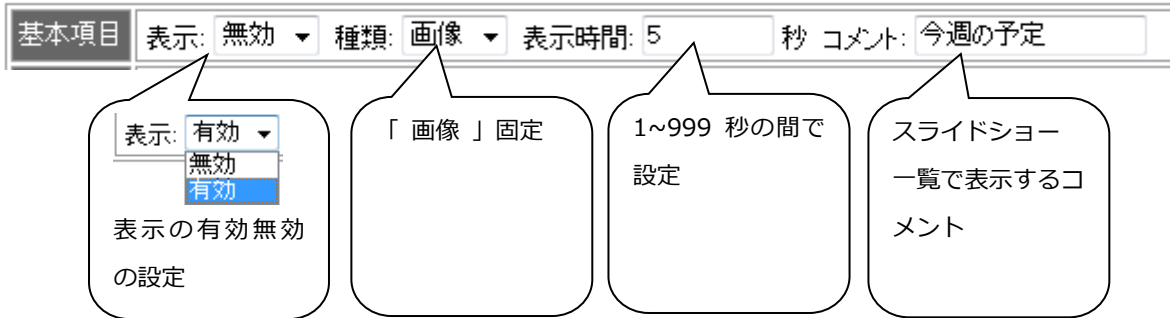 基本項目 表示: 無効 種類: 画像 表示時間: 5 秒 コメント: 今週の予定
表示: 有効
無効
有効
表示の有効無効
の設定
「 画像 」固定
1~999 秒の間で
設定
スライドショー
一覧で表示するコ
メント